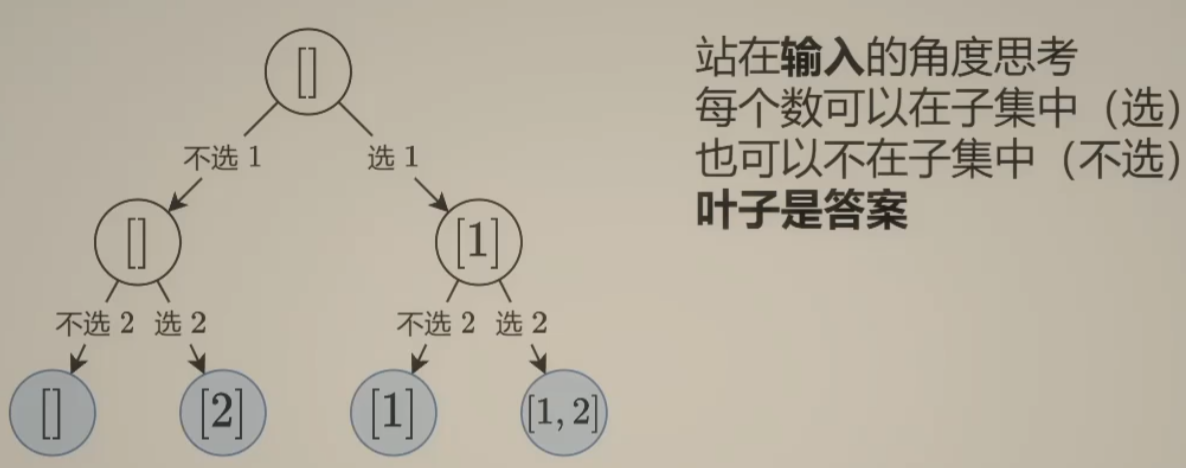 []
不选 1
选 1
[]
[1]
不选 2
选 2
不选 2
选 2
[]
[2]
[1]
[1, 2]
站在输入的角度思考
每个数可以在子集中（选）
也可以不在子集中（不选）
叶子是答案